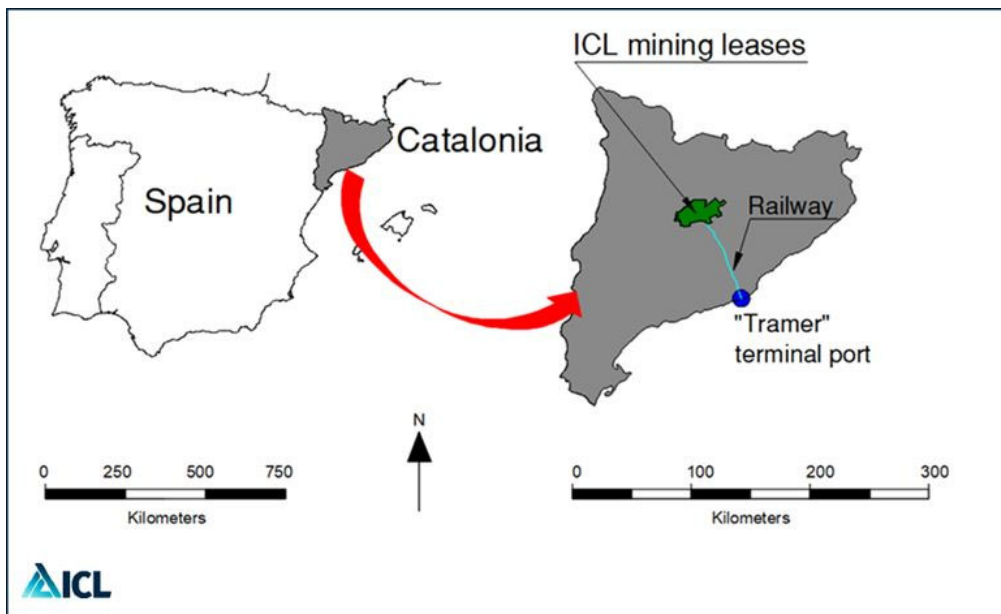 ICL mining leases
Catalonia
Spain
Railway
"Tramer"
terminal port
N
0 250 500 750
Kilometers
0 100 200 300
Kilometers
ICL